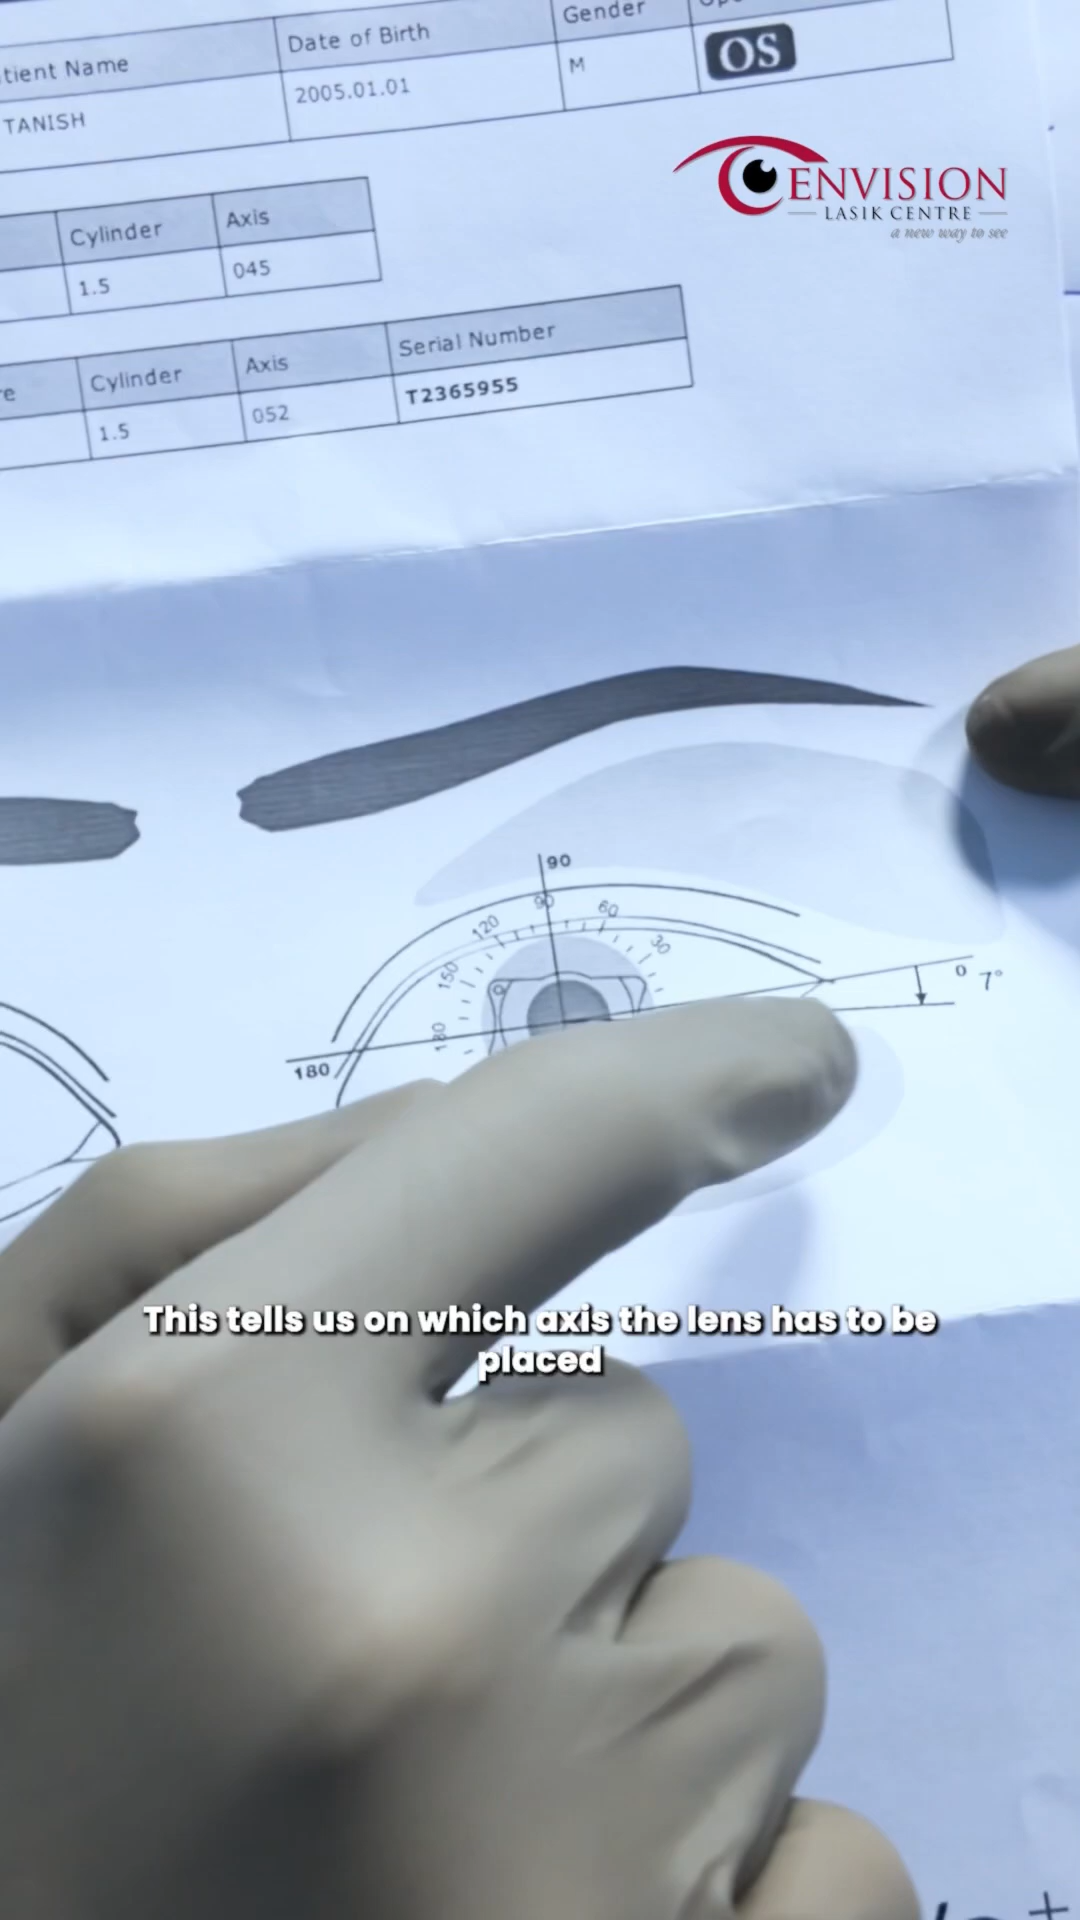 tient Name
Date of Birth
Gender
TANISH
2005.01.01
M
OS
ENVISION
LASIK CENTRE
a new way to see
Cylinder
Axis
1.5
045
Cylinder
Axis
Serial Number
1.5
052
T2365955
90
90
120
60
150
30
180
180
0
7°
This tells us on which axis the lens has to be
placed